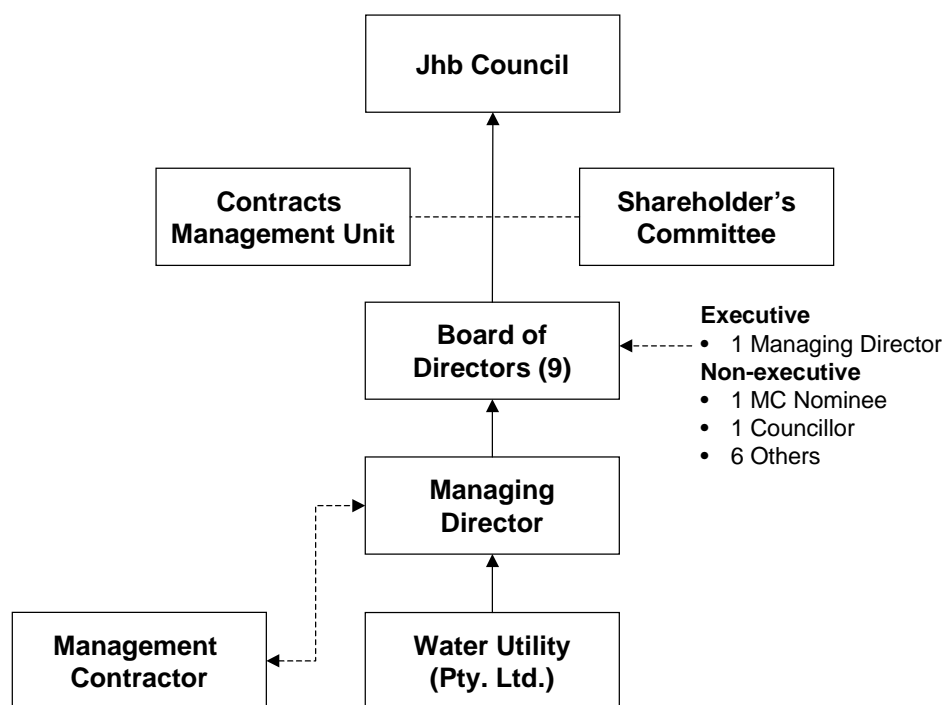 Jhb Council
Contracts
Management Unit
Shareholder’s
Committee
Board of
Directors (9)
Executive
• 1 Managing Director
Non-executive
• 1 MC Nominee
• 1 Councillor
• 6 Others
Managing
Director
Management
Contractor
Water Utility
(Pty. Ltd.)